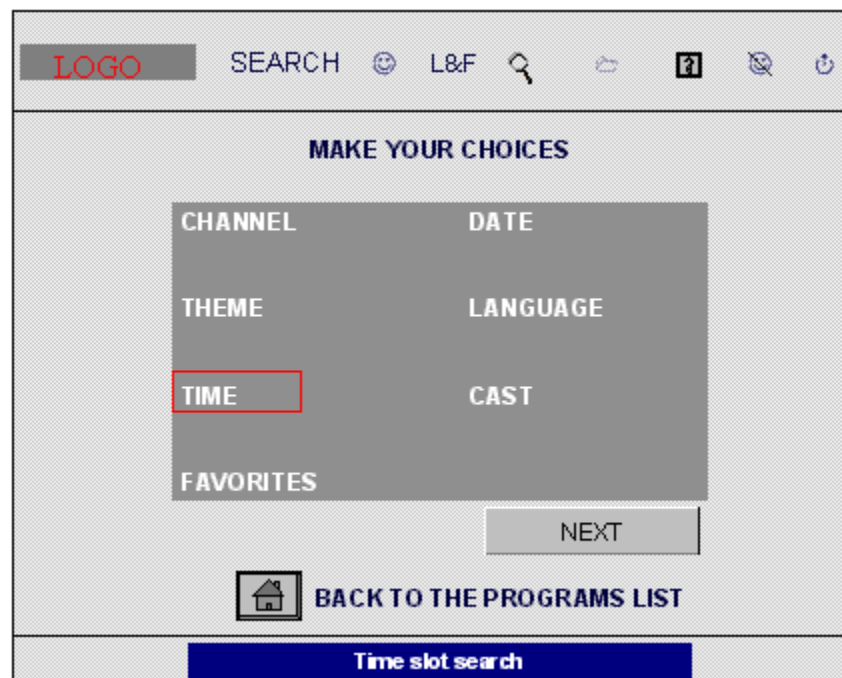 LOGO SEARCH L&F ?
MAKE YOUR CHOICES
CHANNEL DATE
THEME LANGUAGE
TIME CAST
FAVORITES
NEXT
BACK TO THE PROGRAMS LIST
Time slot search